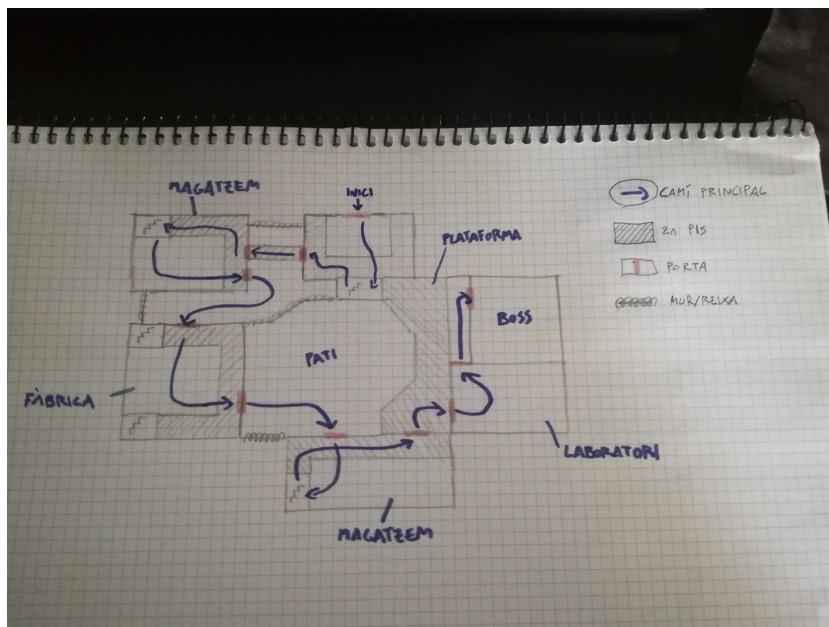 MAGATZEM
INICI
PLATAFORMA
BOSS
PATI
FÀBRICA
LABORATORI
MAGATZEM
CAMÍ PRINCIPAL
2n PIS
PORTA
MUR/REIXA